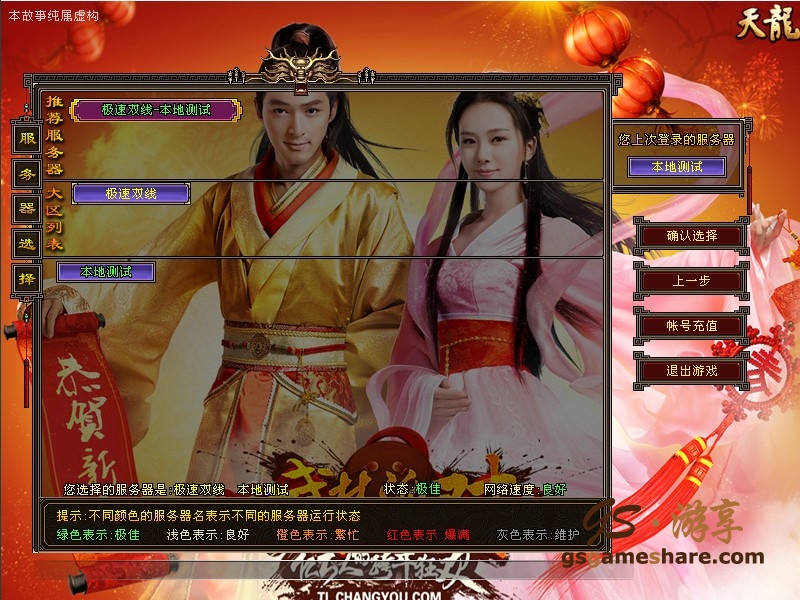 本故事纯属虚构
天龍
推荐服务器
极速双线-本地测试
您上次登录的服务器
本地测试
服务器选择
大区列表
极速双线
本地测试
确认选择
上一步
帐号充值
退出游戏
恭賀新
您选择的服务器是:极速双线 本地测试 状态:极佳 网络速度:良好
提示:不同颜色的服务器名表示不同的服务器运行状态
绿色表示:极佳 浅色表示:良好 橙色表示:繁忙 红色表示:爆满 灰色表示:維护
GS·游享
gsgameshare.com
TL.CHANGYOU.COM